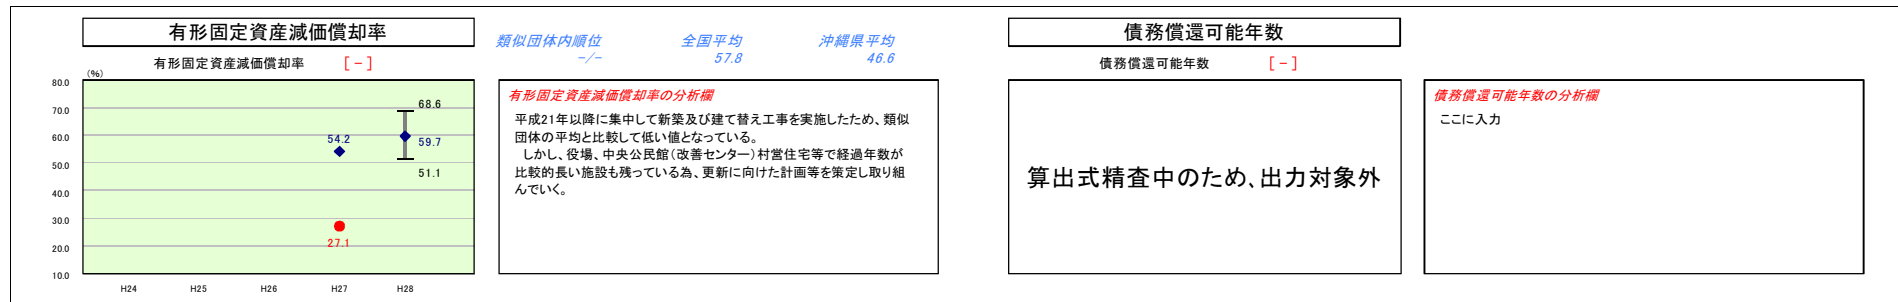 有形固定資産減価償却率
有形固定資産減価償却率 [-]
類似団体内順位 全国平均 沖縄県平均
-/- 57.8 46.6
(%)
80.0
70.0
60.0
50.0
40.0
30.0
20.0
10.0
68.6
54.2
59.7
51.1
27.1
H24 H25 H26 H27 H28
有形固定資産減価償却率の分析欄
平成21年以降に集中して新築及び建て替え工事を実施したため、類似
団体の平均と比較して低い値となっている。
しかし、役場、中央公民館(改善センター)村営住宅等で経過年数が
比較的長い施設も残っている為、更新に向けた計画等を策定し取り組
んでいく。
債務償還可能年数
債務償還可能年数 [-]
算出式精査中のため、出力対象外
債務償還可能年数の分析欄
ここに入力